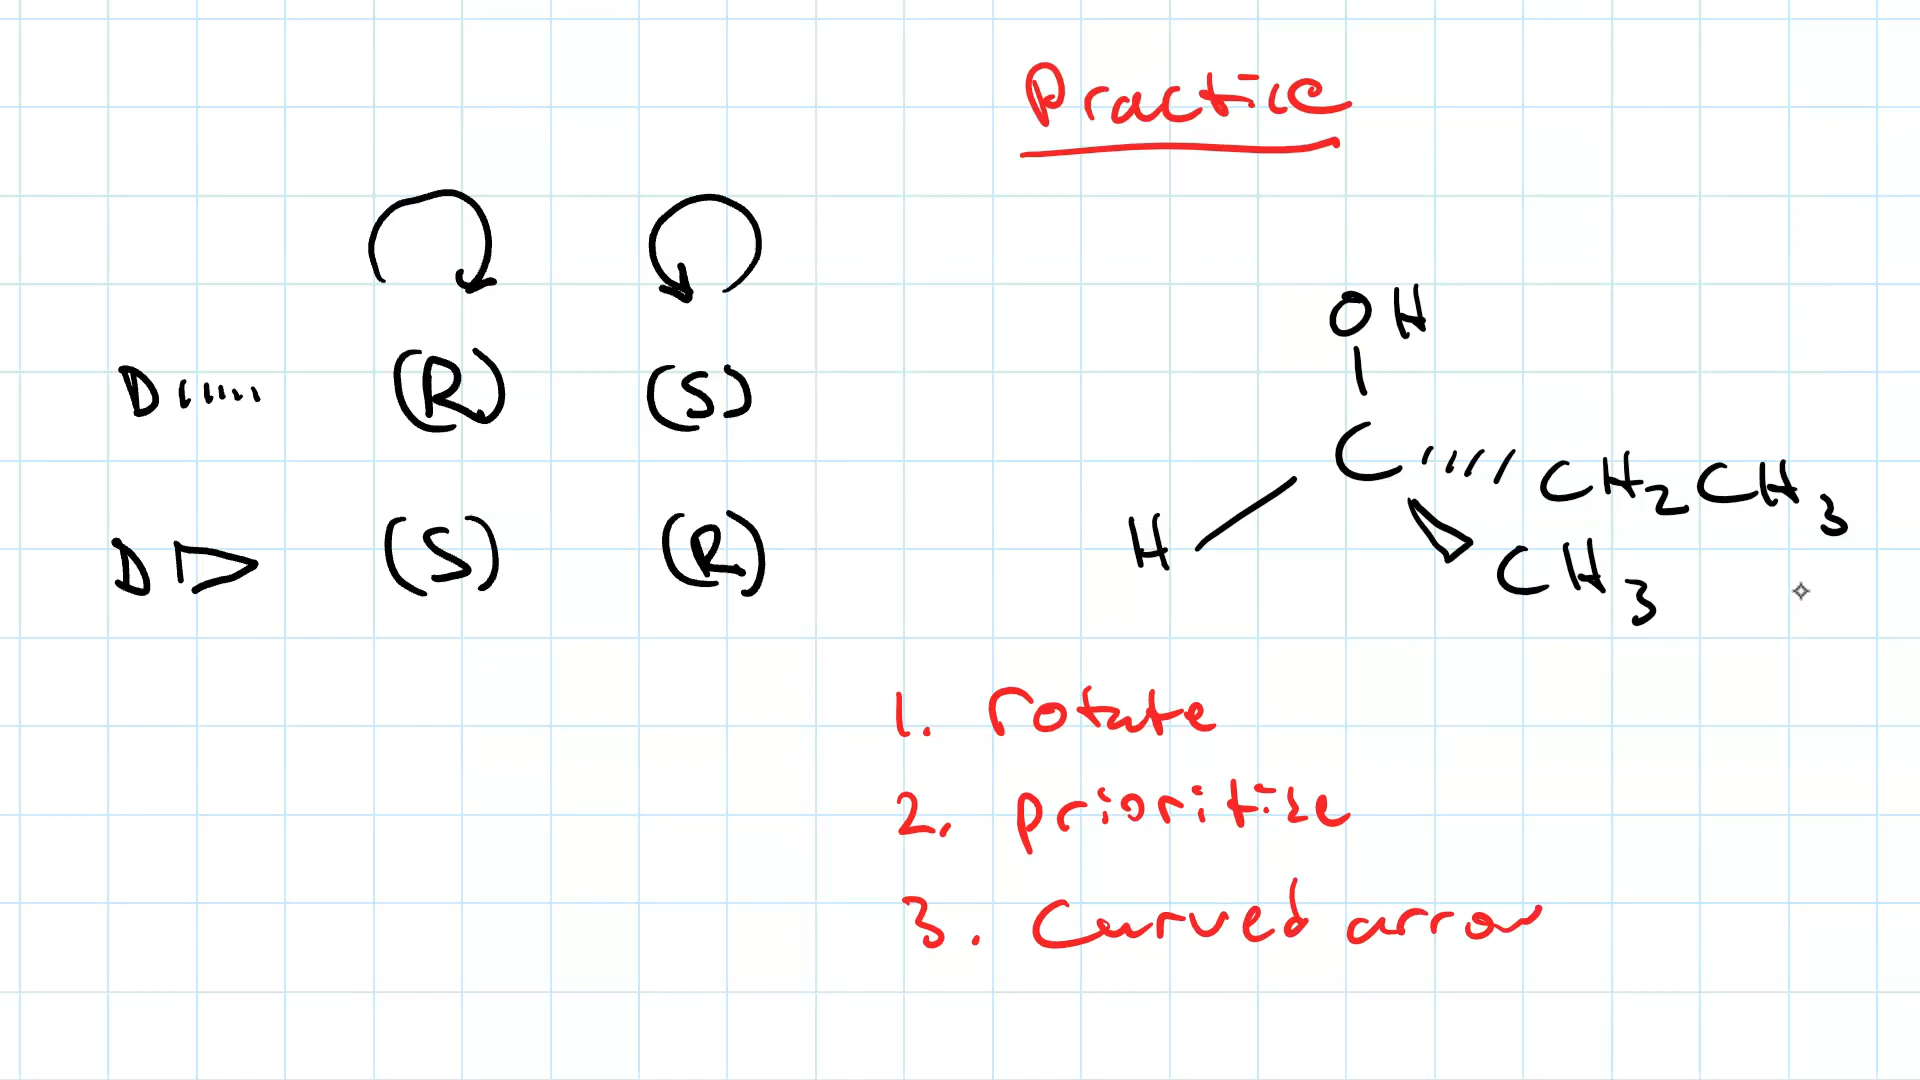 Practice
D (R) (S)
D (S) (R)
OH
C CH2CH3
H CH3
1. rotate
2. prioritize
3. Curved arrow